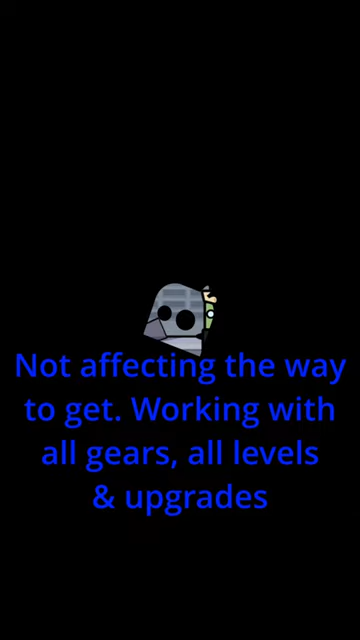 Not affecting the way
to get. Working with
all gears, all levels
& upgrades